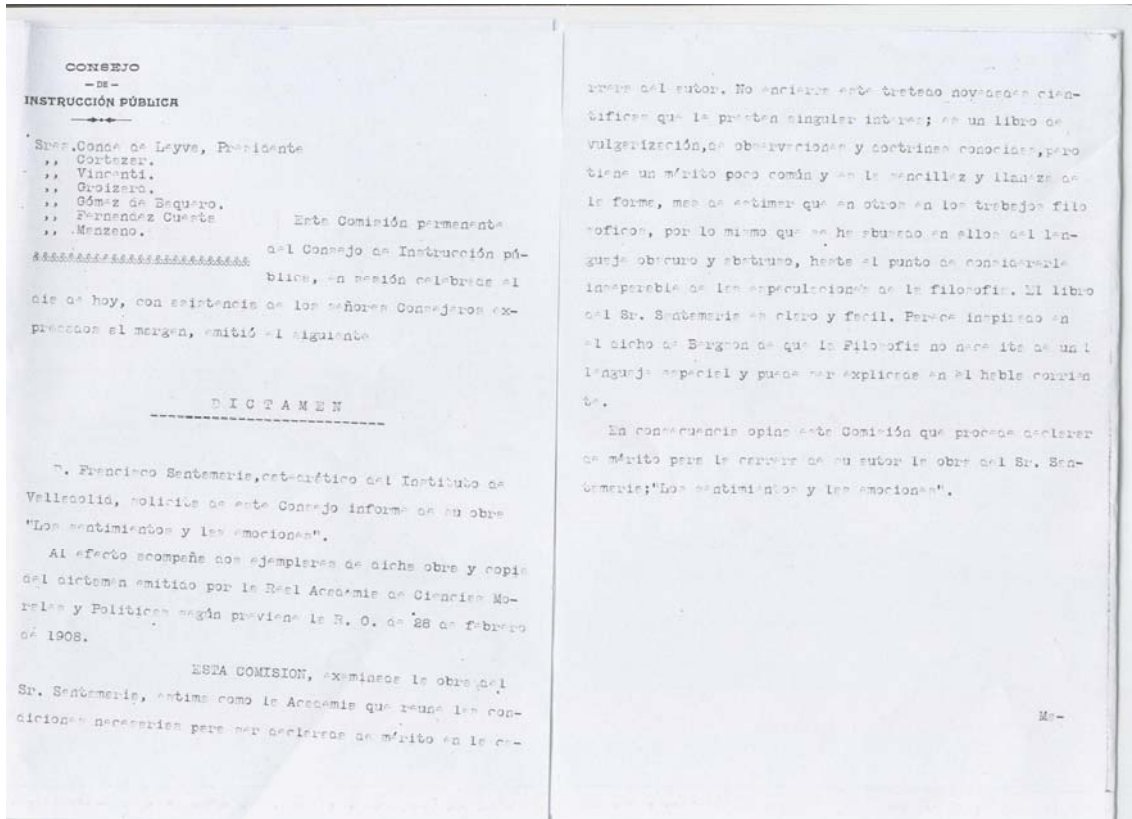 CONSEJO
— DE —
INSTRUCCIÓN PÚBLICA
Sres.Conde de Leyva, Presidente
,, Cortazar.
,, Vincenti.
,, Groizard.
,, Gómez de Baquero.
,, Fernandez Cuesta
,, Manzano.
&&&&&&&&&&&&&&&&&&&&&&&&&
Esta Comisión permanente
del Consejo de Instrucción pú-
blica, en sesión celebrada el
dia de hoy, con asistencia de los señores Consejeros ex-
presados al margen, emitió el siguiente
D I C T A M E N
---------------------------
D. Francisco Santamaria,catedrático del Instituto de
Valladolid, solicita de este Consejo informe de su obra
"Los sentimientos y las emociones".
Al efecto acompaña dos ejemplares de dicha obra y copia
del dictamen emitido por la Real Academia de Ciencias Mo-
rales y Politicas según previene la R. O. de 28 de febrero
de 1908.
ESTA COMISION, examinada la obra del
Sr. Santamaria, estima como la Academia que reune las con-
diciones necesarias para ser declarada de mérito en la ca-
rrera del autor. No encierra este tratado novedades cien-
tificas que le presten singular interes; es un libro de
vulgarización,de observaciones y doctrinas conocidas,pero
tiene un mérito poco común y es la sencillez y llaneza de
la forma, mas de estimar que en otros en los trabajos filo
soficos, por lo mismo que se ha abusado en ellos del len-
guaje obscuro y abstruso, hasta el punto de considerarle
inseparable de las especulaciones de la filosofia. El libro
del Sr. Santamaria es claro y facil. Parece inspirado en
el dicho de Bergson de que la Filosofia no nece ita de un l
lenguaje especial y puede ser explicada en el habla corrien
te.
En consecuencia opina esta Comisión que procede declarar
de mérito para la carrera de su autor la obra del Sr. San-
tamaria;"Los sentimientos y las emociones".
Ma-